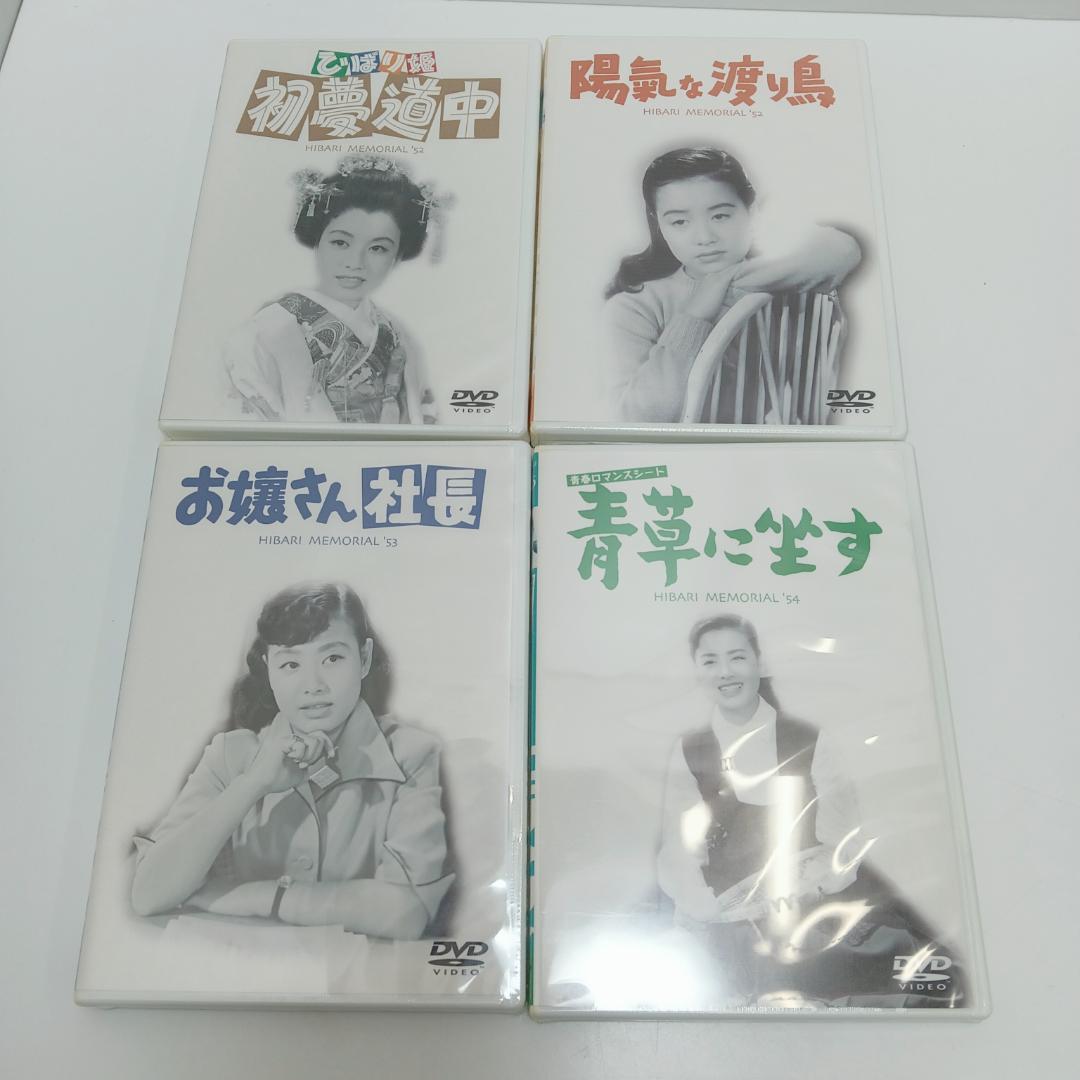 ひばり姫
初夢道中
HIBARI MEMORIAL '52
DVD
VIDEO
陽氣な渡り鳥
HIBARI MEMORIAL '52
DVD
VIDEO
お嬢さん社長
HIBARI MEMORIAL '53
DVD
VIDEO
青春ロマンスシート
青草に坐す
HIBARI MEMORIAL '54
DVD
VIDEO